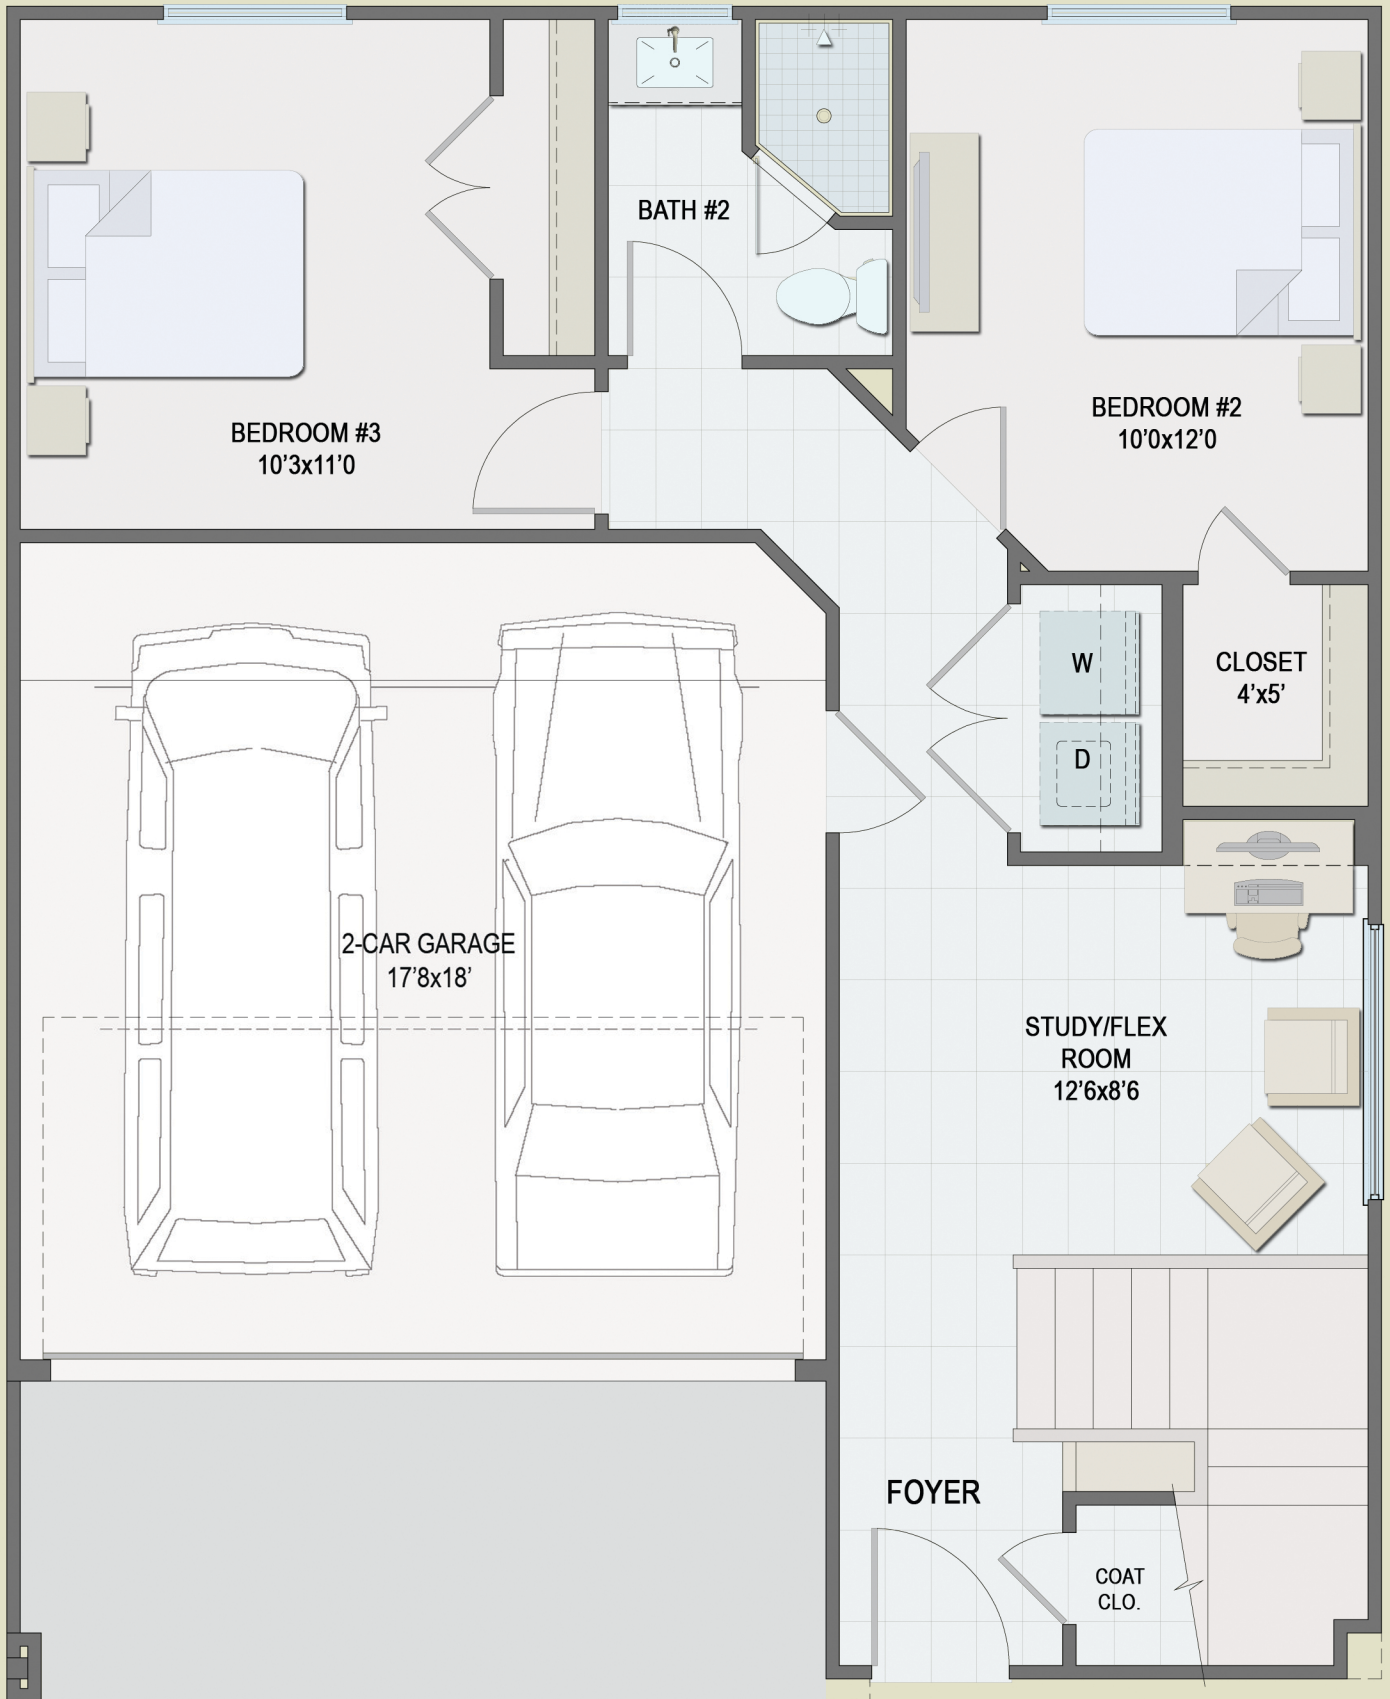 BATH #2
BEDROOM #2
10'0x12'0
BEDROOM #3
10'3x11'0
W
CLOSET
4'x5'
D
2-CAR GARAGE
17'8x18'
STUDY/FLEX
ROOM
12'6x8'6
FOYER
COAT
CLO.